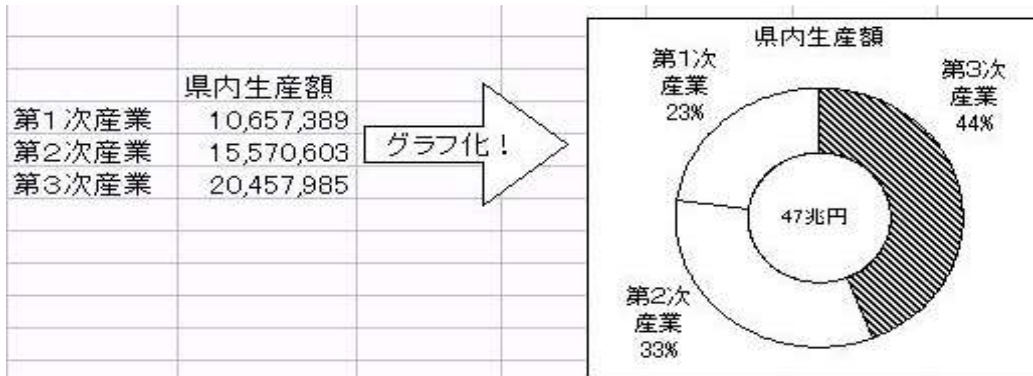 県内生産額
第1次産業 10,657,389
第2次産業 15,570,603
第3次産業 20,457,985
グラフ化!
県内生産額
第1次
産業
23%
第3次
産業
44%
47兆円
第2次
産業
33%